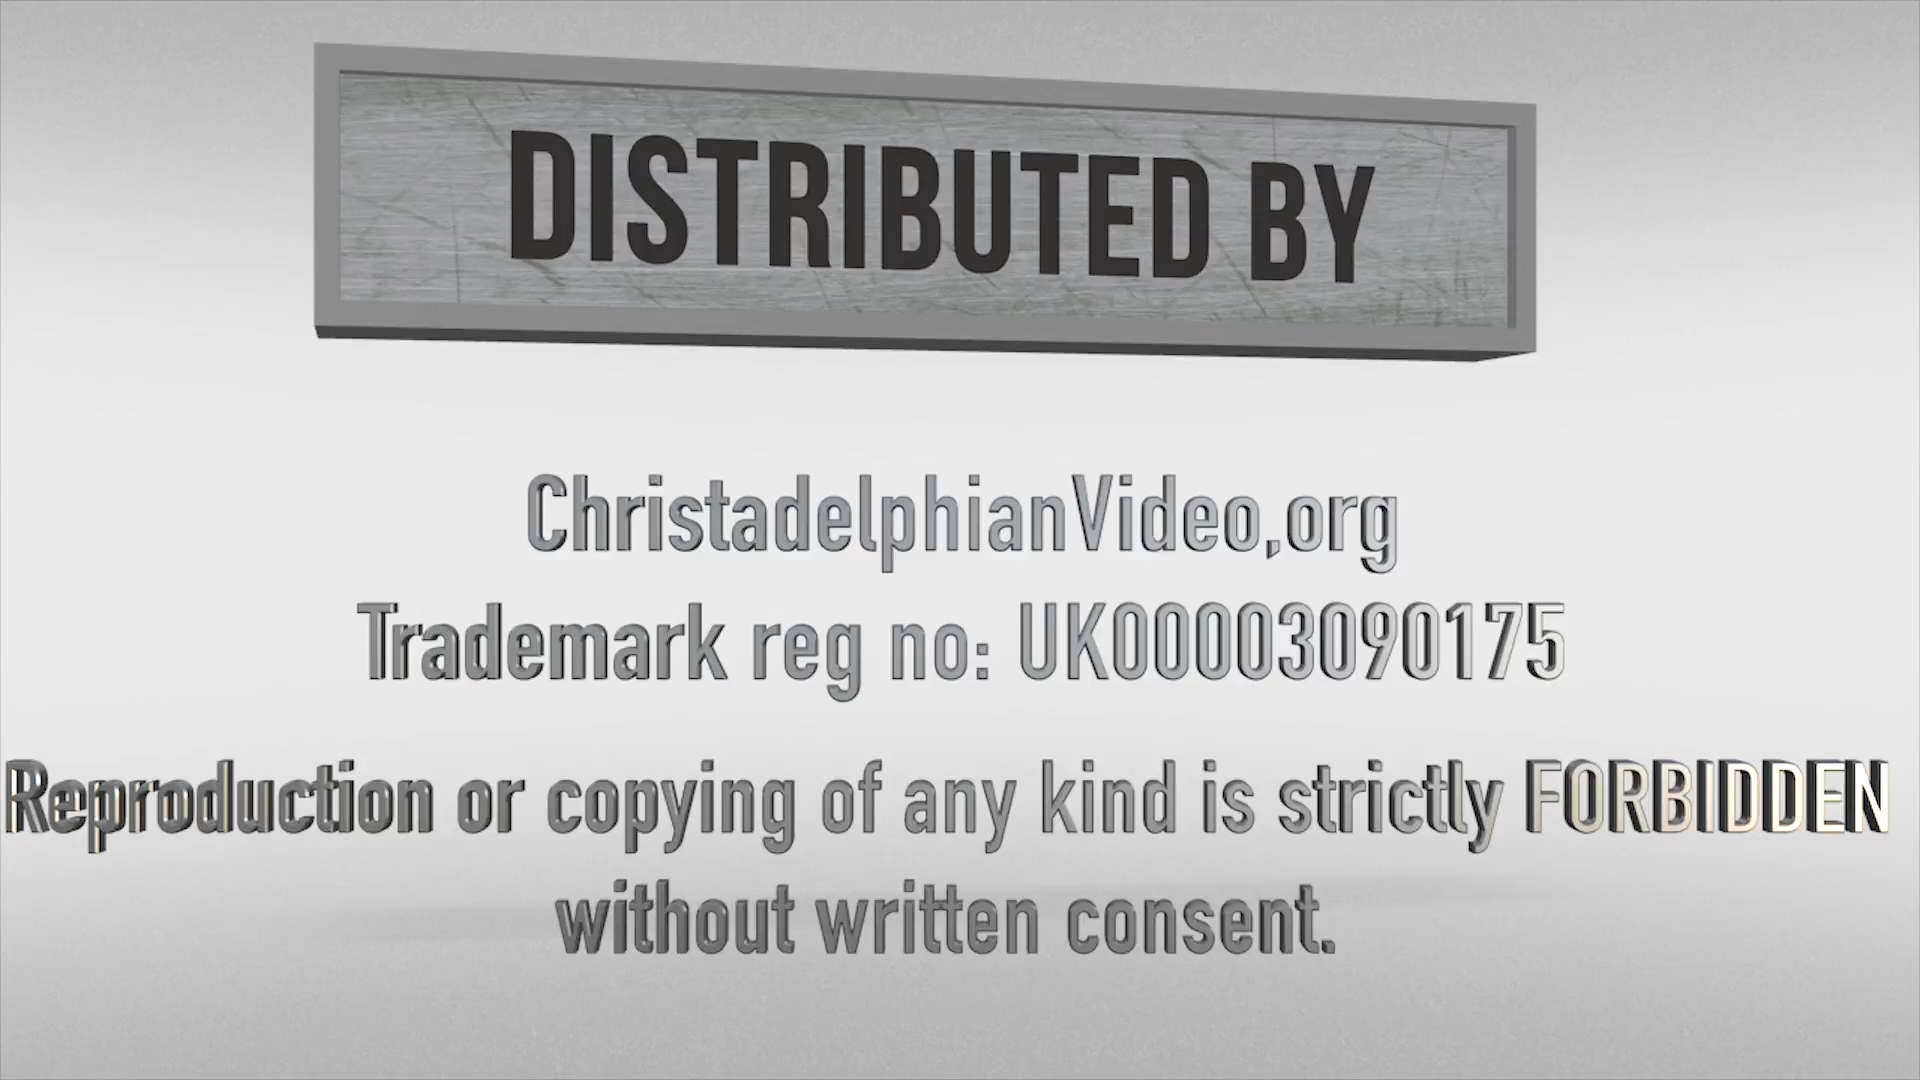 DISTRIBUTED BY
ChristadelphianVideo,org
Trademark reg no: UK00003090175
Reproduction or copying of any kind is strictly FORBIDDEN
without written consent.